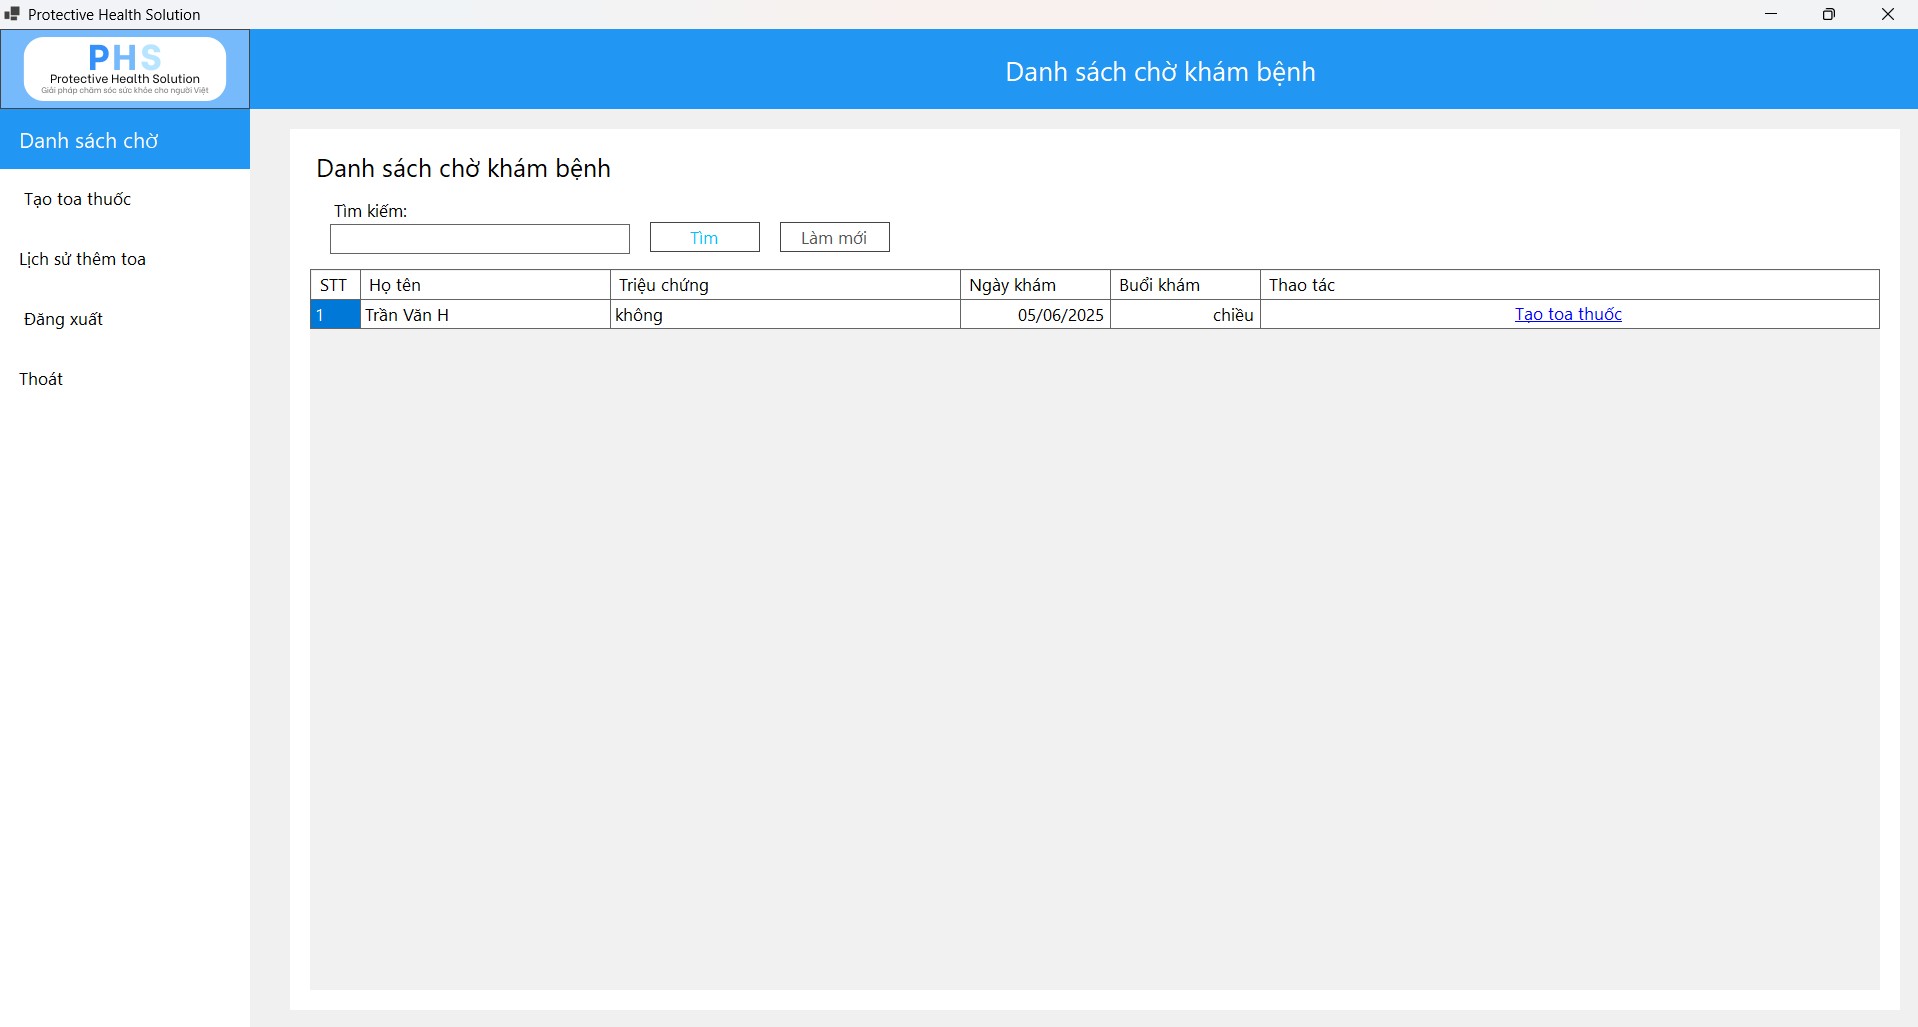 Protective Health Solution
PHS
Protective Health Solution
Giải pháp chăm sóc sức khỏe cho người Việt
Danh sách chờ khám bệnh
Danh sách chờ
Tạo toa thuốc
Lịch sử thêm toa
Đăng xuất
Thoát
Danh sách chờ khám bệnh
Tìm kiếm:
Tìm Làm mới
STT Họ tên Triệu chứng Ngày khám Buổi khám Thao tác
1 Trần Văn H không 05/06/2025 chiều Tạo toa thuốc